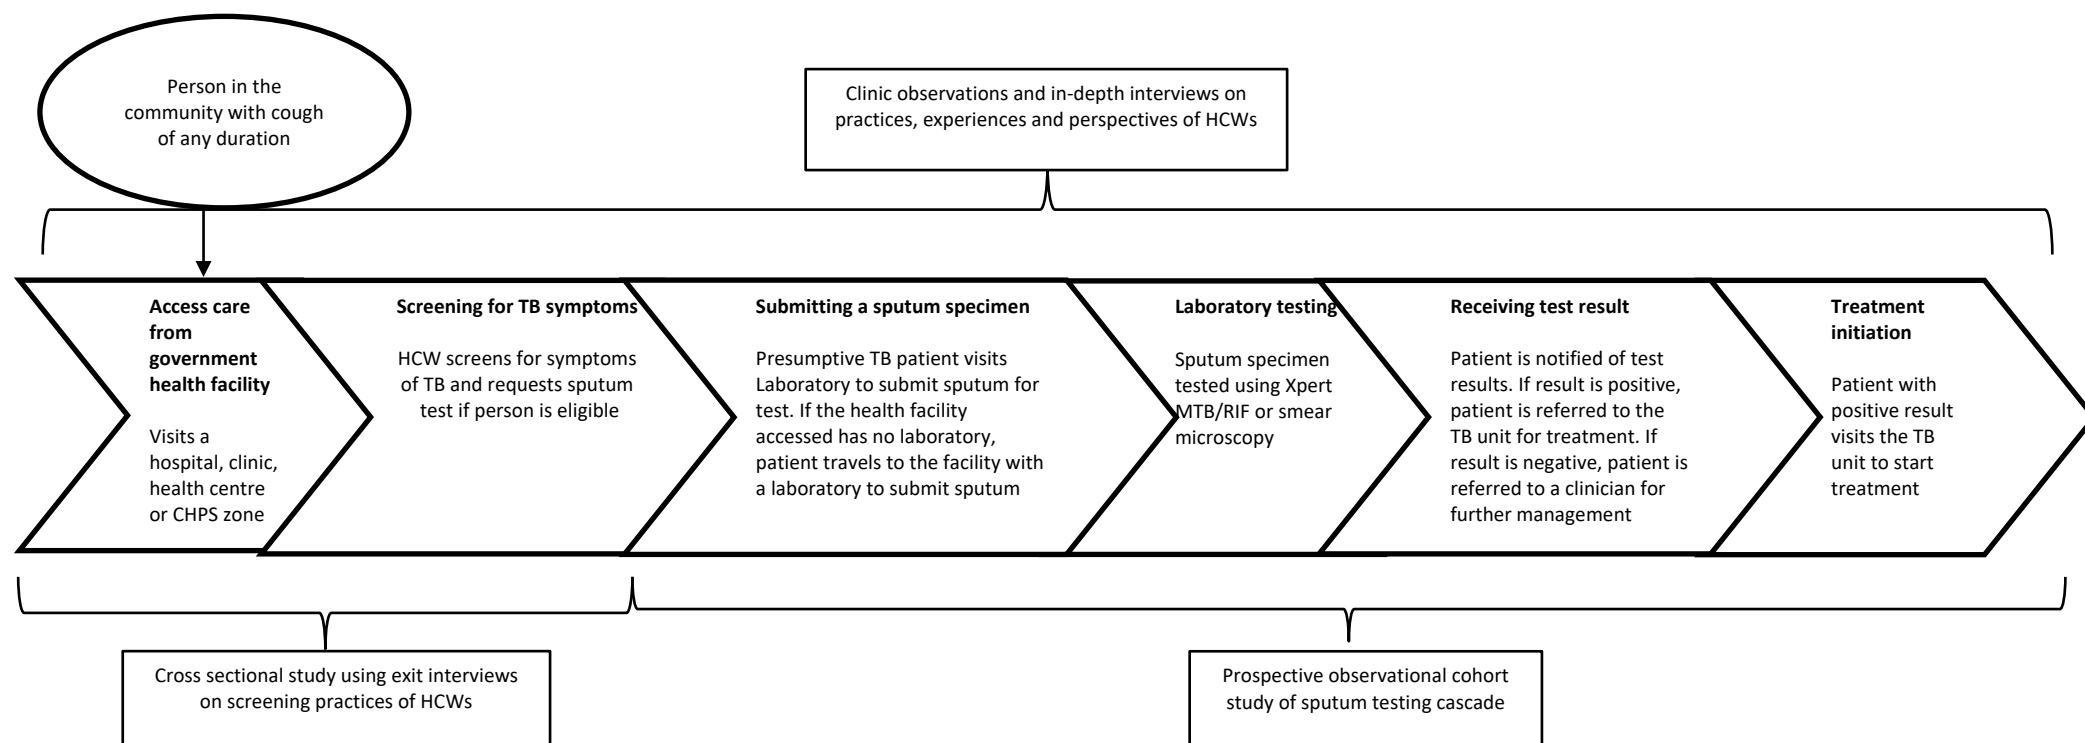 Person in the
community with cough
of any duration
Clinic observations and in-depth interviews on
practices, experiences and perspectives of HCWs
Access care
from
government
health facility
Visits a
hospital, clinic,
health centre
or CHPS zone
Screening for TB symptoms
HCW screens for symptoms
of TB and requests sputum
test if person is eligible
Submitting a sputum specimen
Presumptive TB patient visits
Laboratory to submit sputum for
test. If the health facility
accessed has no laboratory,
patient travels to the facility with
a laboratory to submit sputum
Laboratory testing
Sputum specimen
tested using Xpert
MTB/RIF or smear
microscopy
Receiving test result
Patient is notified of test
results. If result is positive,
patient is referred to the
TB unit for treatment. If
result is negative, patient is
referred to a clinician for
further management
Treatment
initiation
Patient with
positive result
visits the TB
unit to start
treatment
Cross sectional study using exit interviews
on screening practices of HCWs
Prospective observational cohort
study of sputum testing cascade